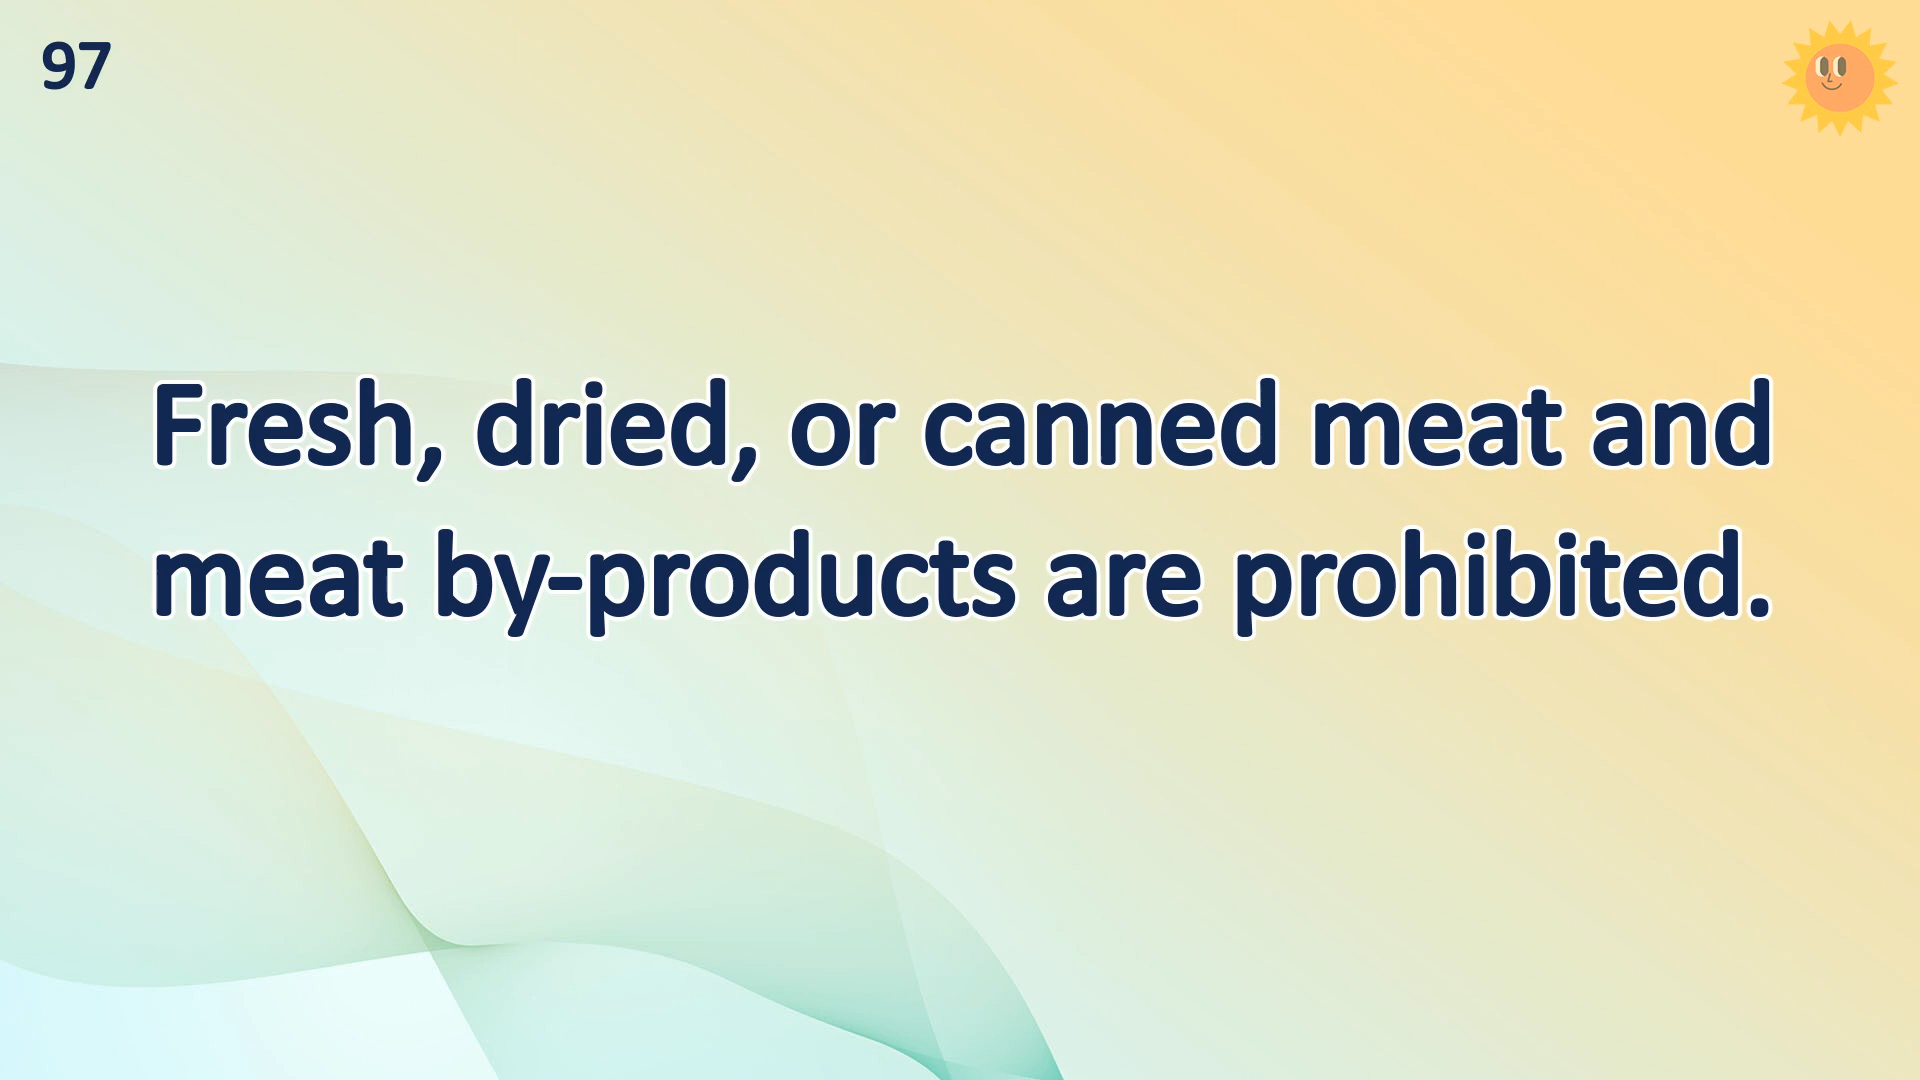 97
Fresh, dried, or canned meat and
meat by-products are prohibited.